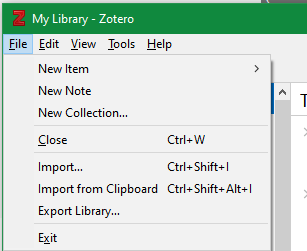 Z My Library - Zotero
File Edit View Tools Help
New Item
New Note
New Collection...
Close Ctrl+W
Import... Ctrl+Shift+I
Import from Clipboard Ctrl+Shift+Alt+I
Export Library...
Exit